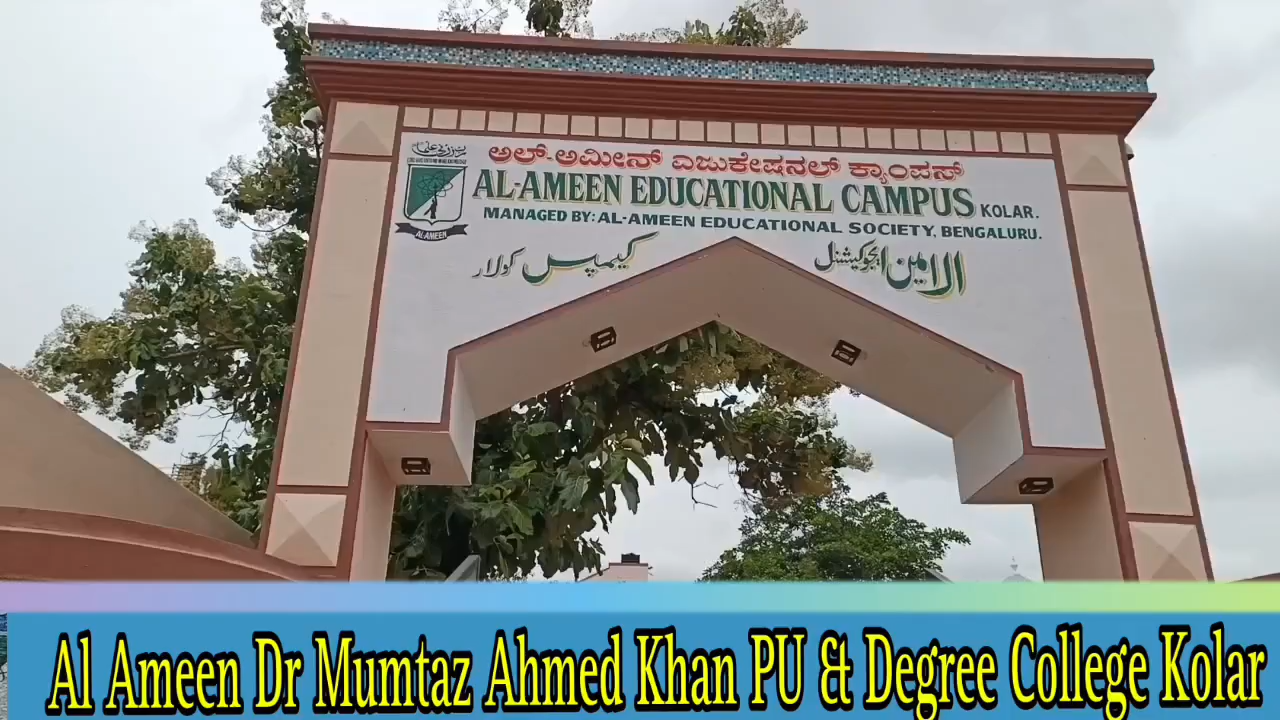 ಅಲ್-ಅಮೀನ್ ಎಜುಕೇಷನಲ್ ಕ್ಯಾಂಪಸ್
AL-AMEEN EDUCATIONAL CAMPUS KOLAR.
MANAGED BY: AL-AMEEN EDUCATIONAL SOCIETY, BENGALURU.
الامین ایجوکیشنل کیمپس کولار
AL-AMEEN
Al Ameen Dr Mumtaz Ahmed Khan PU & Degree College Kolar